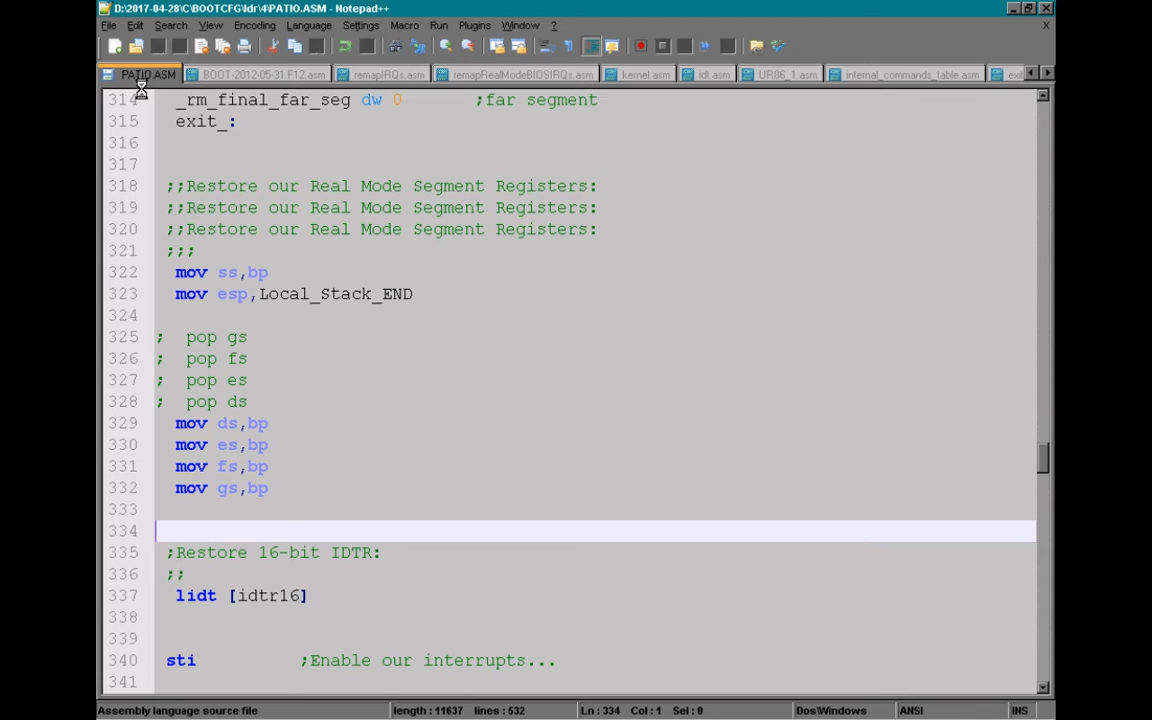 D:\2017-04-28\C\BOOTCFG\ldr\4\PATIO.ASM - Notepad++
File Edit Search View Encoding Language Settings Macro Run Plugins Window ?
PATIO.ASM BOOT-2012-05-31.F12.asm remapIRQs.asm remapRealModeBIOSIRQs.asm kernel.asm idt.asm UR86_1.asm internal_commands_table.asm
314 _rm_final_far_seg dw 0 ;far segment
315 exit_:
316
317
318 ;;Restore our Real Mode Segment Registers:
319 ;;Restore our Real Mode Segment Registers:
320 ;;Restore our Real Mode Segment Registers:
321 ;;;
322 mov ss,bp
323 mov esp,Local_Stack_END
324
325 ; pop gs
326 ; pop fs
327 ; pop es
328 ; pop ds
329 mov ds,bp
330 mov es,bp
331 mov fs,bp
332 mov gs,bp
333
334
335 ;Restore 16-bit IDTR:
336 ;;
337 lidt [idtr16]
338
339
340 sti ;Enable our interrupts...
341
Assembly language source file length : 11637 lines : 532 Ln : 334 Col : 1 Sel : 0 Dos\Windows ANSI INS